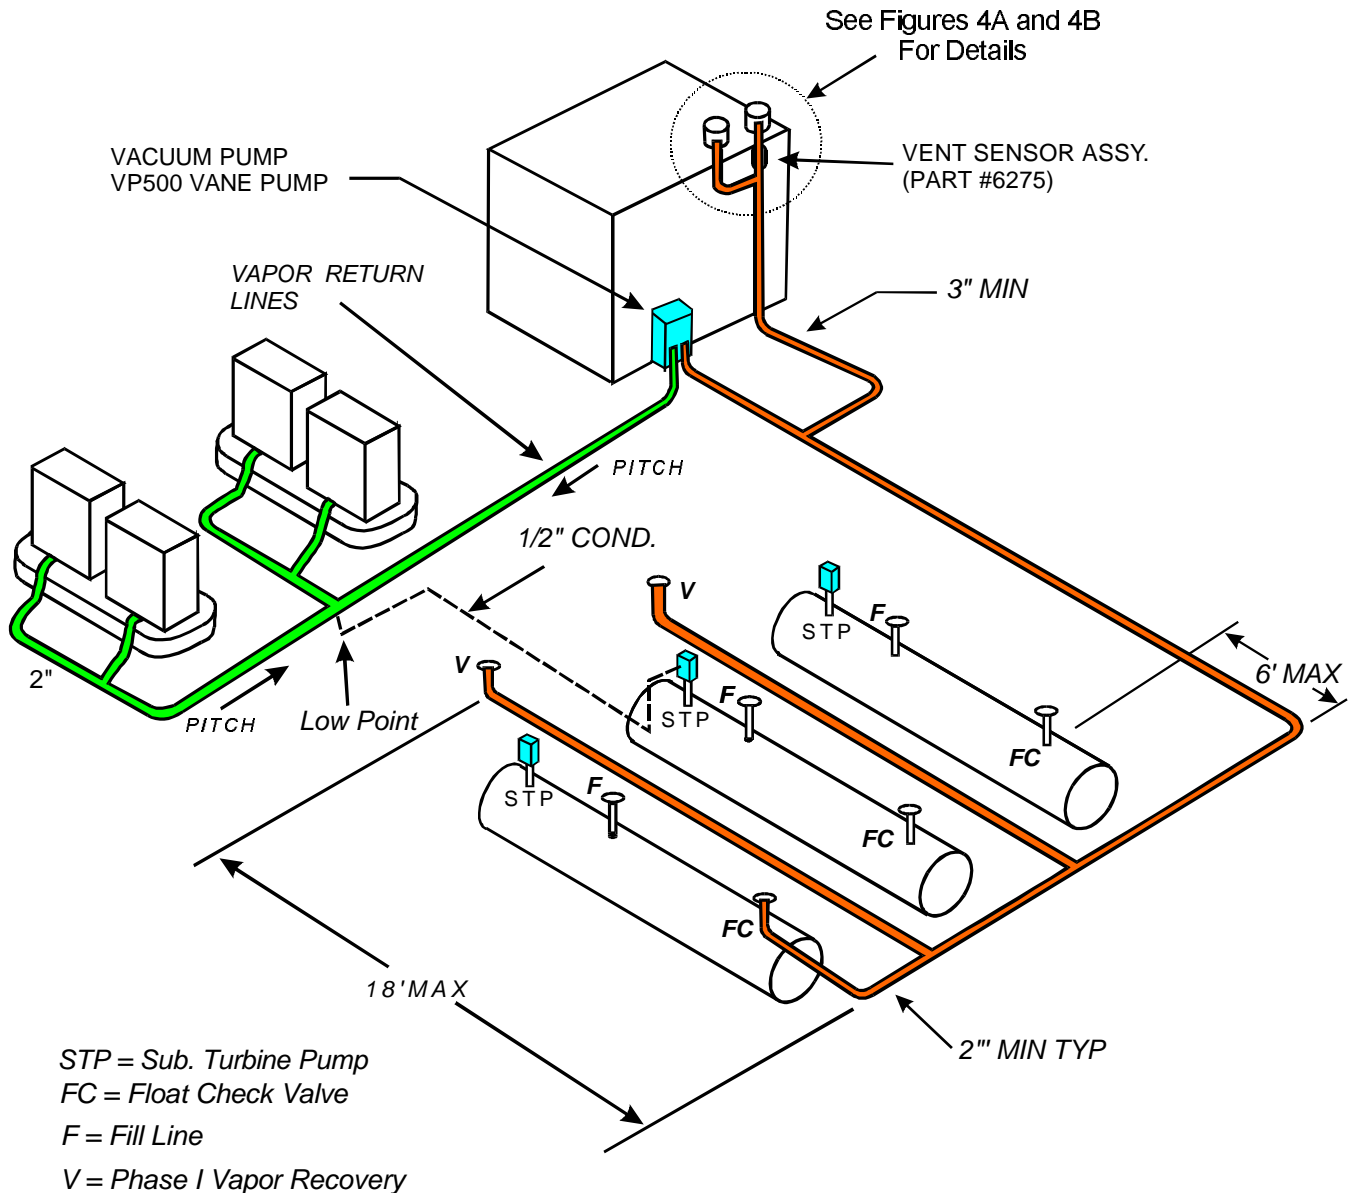 See Figures 4A and 4B
For Details
VACUUM PUMP
VP500 VANE PUMP
VENT SENSOR ASSY.
(PART #6275)
VAPOR RETURN
LINES
3" MIN
PITCH
1/2" COND.
V
F
STP
V
F
STP
6' MAX
2"
PITCH
Low Point
FC
STP
F
FC
FC
18'MAX
2"' MIN TYP
STP = Sub. Turbine Pump
FC = Float Check Valve
F = Fill Line
V = Phase I Vapor Recovery